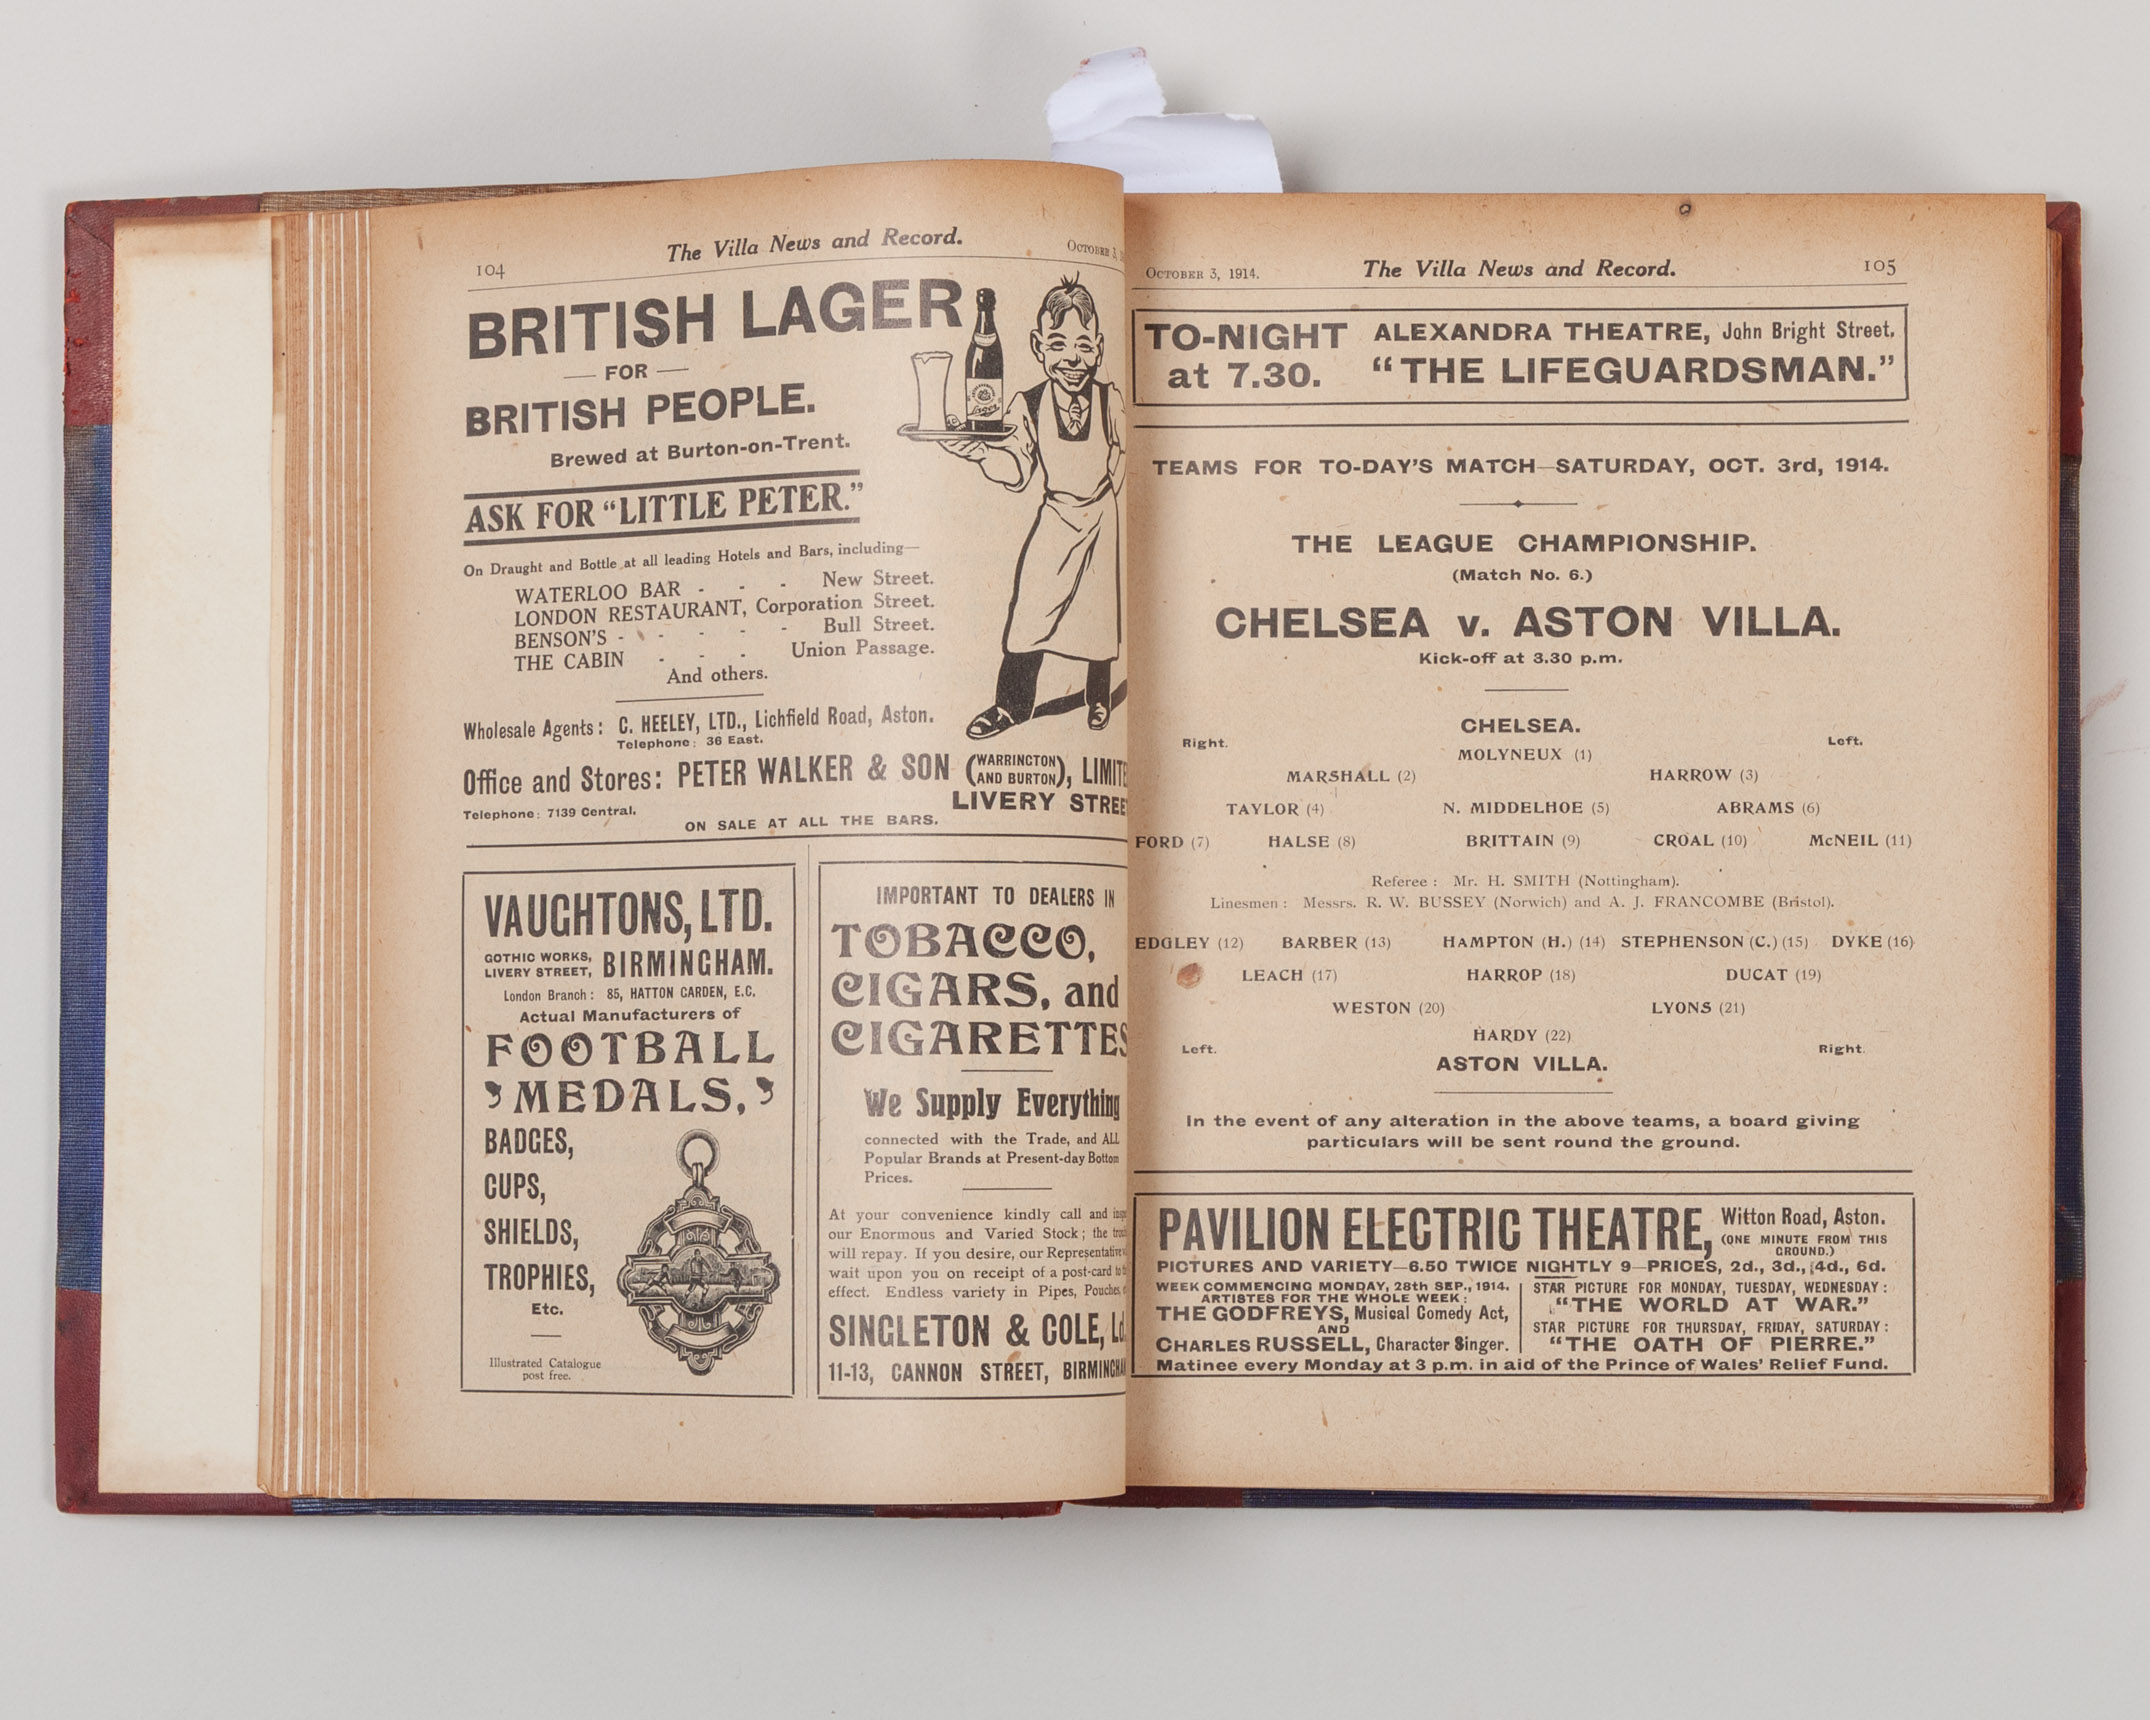 104
The Villa News and Record.
OCTOBER 3,
BRITISH LAGER
— FOR —
BRITISH PEOPLE.
Brewed at Burton-on-Trent.
ASK FOR “LITTLE PETER.”
On Draught and Bottle at all leading Hotels and Bars, including—
WATERLOO BAR - - - New Street.
LONDON RESTAURANT, Corporation Street.
BENSON'S - - - - - Bull Street.
THE CABIN - - - Union Passage.
And others.
Wholesale Agents: C. HEELEY, LTD., Lichfield Road, Aston.
Telephone: 36 East.
Office and Stores: PETER WALKER & SON (WARRINGTON AND BURTON), LIMITE
LIVERY STREE
Telephone: 7139 Central.
ON SALE AT ALL THE BARS.
Lager
VAUGHTONS, LTD.
GOTHIC WORKS,
LIVERY STREET, BIRMINGHAM.
London Branch: 85, HATTON GARDEN, E.C.
Actual Manufacturers of
FOOTBALL
MEDALS,
BADGES,
CUPS,
SHIELDS,
TROPHIES,
Etc.
Illustrated Catalogue
post free.
IMPORTANT TO DEALERS IN
TOBACCO,
CIGARS, and
CIGARETTES
We Supply Everything
connected with the Trade, and ALL
Popular Brands at Present-day Bottom
Prices.
At your convenience kindly call and
our Enormous and Varied Stock; the
will repay. If you desire, our Representative
wait upon you on receipt of a post-card to
effect. Endless variety in Pipes, Pouches,
SINGLETON & COLE, Ld.
11-13, CANNON STREET, BIRMINGHA
OCTOBER 3, 1914.
The Villa News and Record.
105
TO-NIGHT ALEXANDRA THEATRE, John Bright Street.
at 7.30. “THE LIFEGUARDSMAN.”
TEAMS FOR TO-DAY'S MATCH—SATURDAY, OCT. 3rd, 1914.
THE LEAGUE CHAMPIONSHIP.
(Match No. 6.)
CHELSEA v. ASTON VILLA.
Kick-off at 3.30 p.m.
CHELSEA.
Right. Left.
MOLYNEUX (1)
MARSHALL (2) HARROW (3)
TAYLOR (4) N. MIDDELHOE (5) ABRAMS (6)
FORD (7) HALSE (8) BRITTAIN (9) CROAL (10) McNEIL (11)
Referee: Mr. H. SMITH (Nottingham).
Linesmen: Messrs. R. W. BUSSEY (Norwich) and A. J. FRANCOMBE (Bristol).
EDGLEY (12) BARBER (13) HAMPTON (H.) (14) STEPHENSON (C.) (15) DYKE (16)
LEACH (17) HARROP (18) DUCAT (19)
WESTON (20) LYONS (21)
HARDY (22)
Left. Right.
ASTON VILLA.
In the event of any alteration in the above teams, a board giving
particulars will be sent round the ground.
PAVILION ELECTRIC THEATRE, Witton Road, Aston.
(ONE MINUTE FROM THIS
GROUND.)
PICTURES AND VARIETY—6.50 TWICE NIGHTLY 9—PRICES, 2d., 3d., 4d., 6d.
WEEK COMMENCING MONDAY, 28th SEP., 1914.
ARTISTES FOR THE WHOLE WEEK:
THE GODFREYS, Musical Comedy Act,
AND
CHARLES RUSSELL, Character Singer.
STAR PICTURE FOR MONDAY, TUESDAY, WEDNESDAY:
“THE WORLD AT WAR.”
STAR PICTURE FOR THURSDAY, FRIDAY, SATURDAY:
“THE OATH OF PIERRE.”
Matinee every Monday at 3 p.m. in aid of the Prince of Wales' Relief Fund.